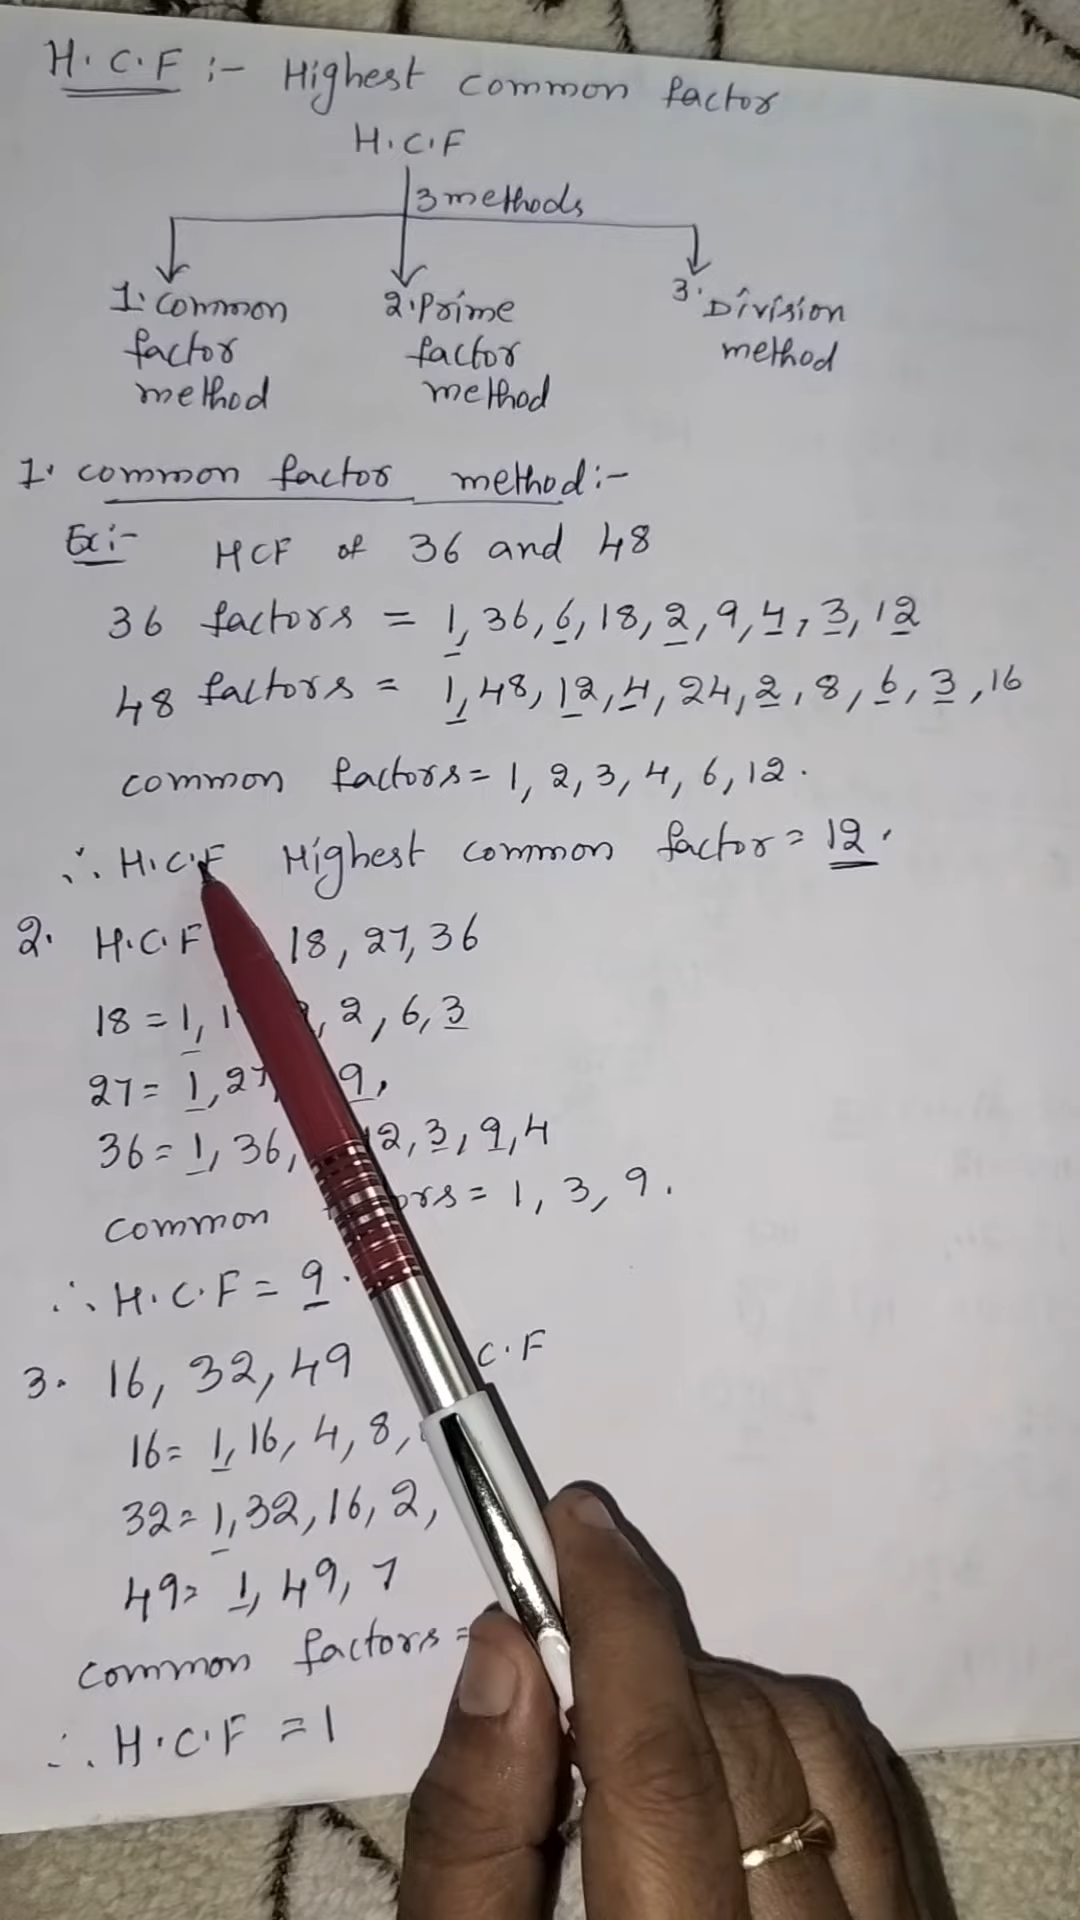 H.C.F :- Highest common factor
H.C.F
3 methods
1. Common factor method
2. Prime factor method
3. Division method
1. common factor method:-
Ex:- HCF of 36 and 48
36 factors = 1, 36, 6, 18, 2, 9, 4, 3, 12
48 factors = 1, 48, 12, 4, 24, 2, 8, 6, 3, 16
common factors = 1, 2, 3, 4, 6, 12.
∴ H.C.F Highest common factor = 12.
2. H.C.F 18, 27, 36
18 = 1, 2, 6, 3
27 = 1, 27 9,
36 = 1, 36, 3, 9, 4
common = 1, 3, 9.
∴ H.C.F = 9.
3. 16, 32, 49 C.F
16 = 1, 16, 4, 8,
32 = 1, 32, 16, 2,
49 = 1, 49, 7
common factors =
∴ H.C.F = 1